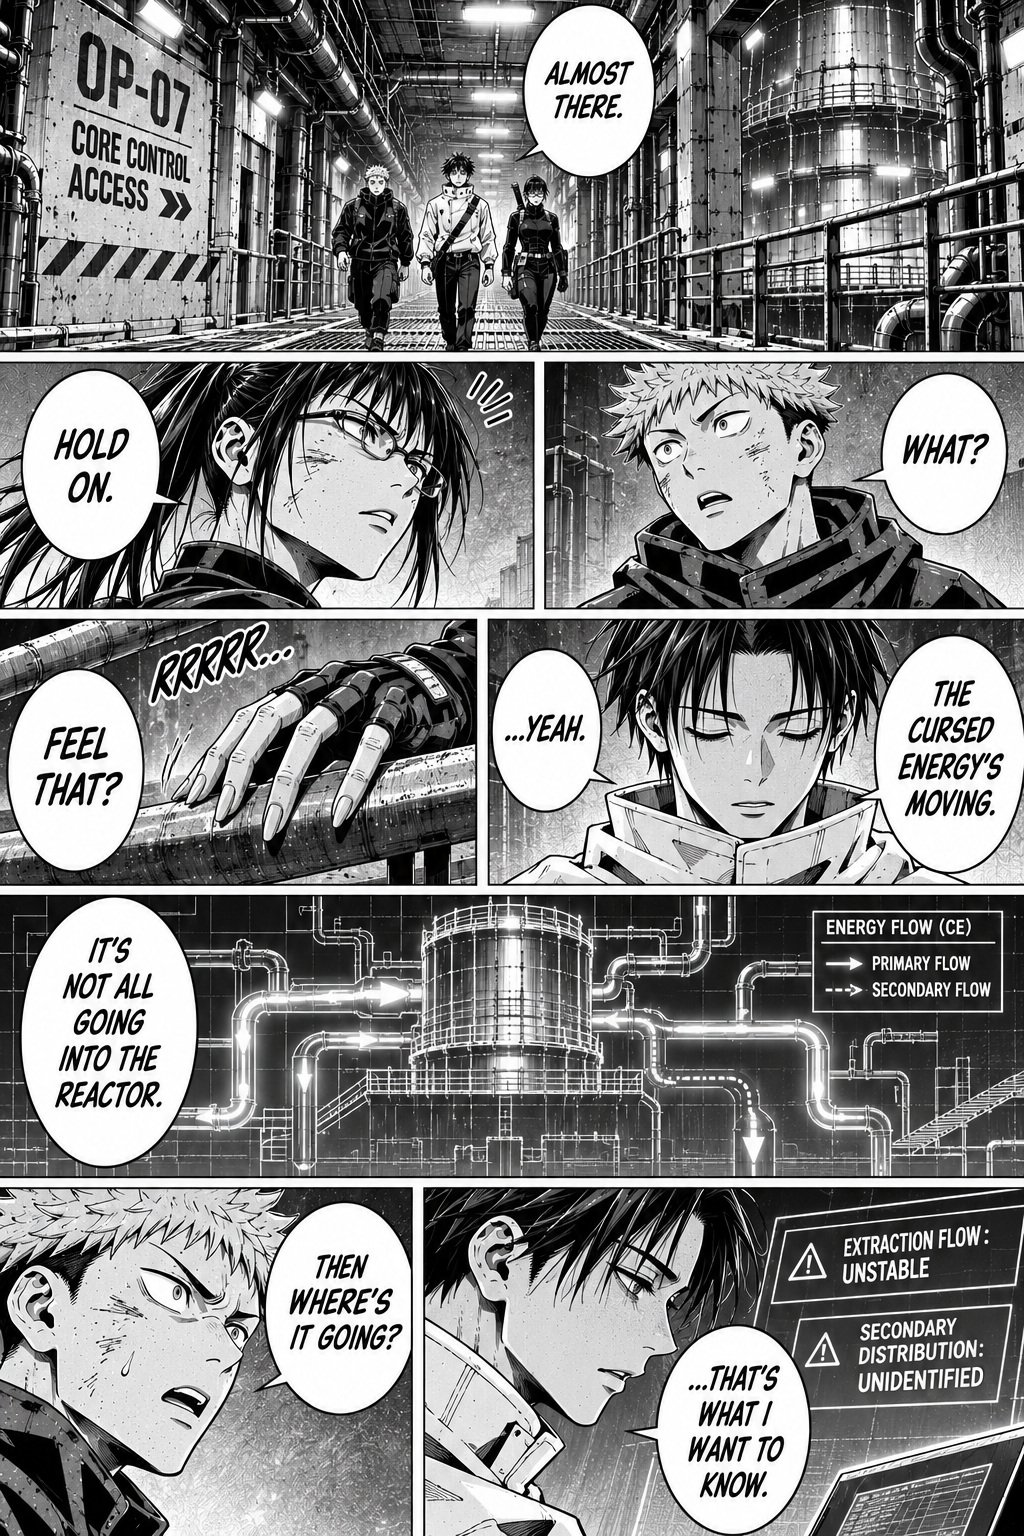 OP-07
CORE CONTROL
ACCESS >>
ALMOST
THERE.
HOLD
ON.
WHAT?
FEEL
THAT?
RRRRR...
...YEAH.
THE
CURSED
ENERGY'S
MOVING.
IT'S
NOT ALL
GOING
INTO THE
REACTOR.
ENERGY FLOW (CE)
PRIMARY FLOW
SECONDARY FLOW
THEN
WHERE'S
IT GOING?
EXTRACTION FLOW:
UNSTABLE
SECONDARY
DISTRIBUTION:
UNIDENTIFIED
...THAT'S
WHAT I
WANT TO
KNOW.